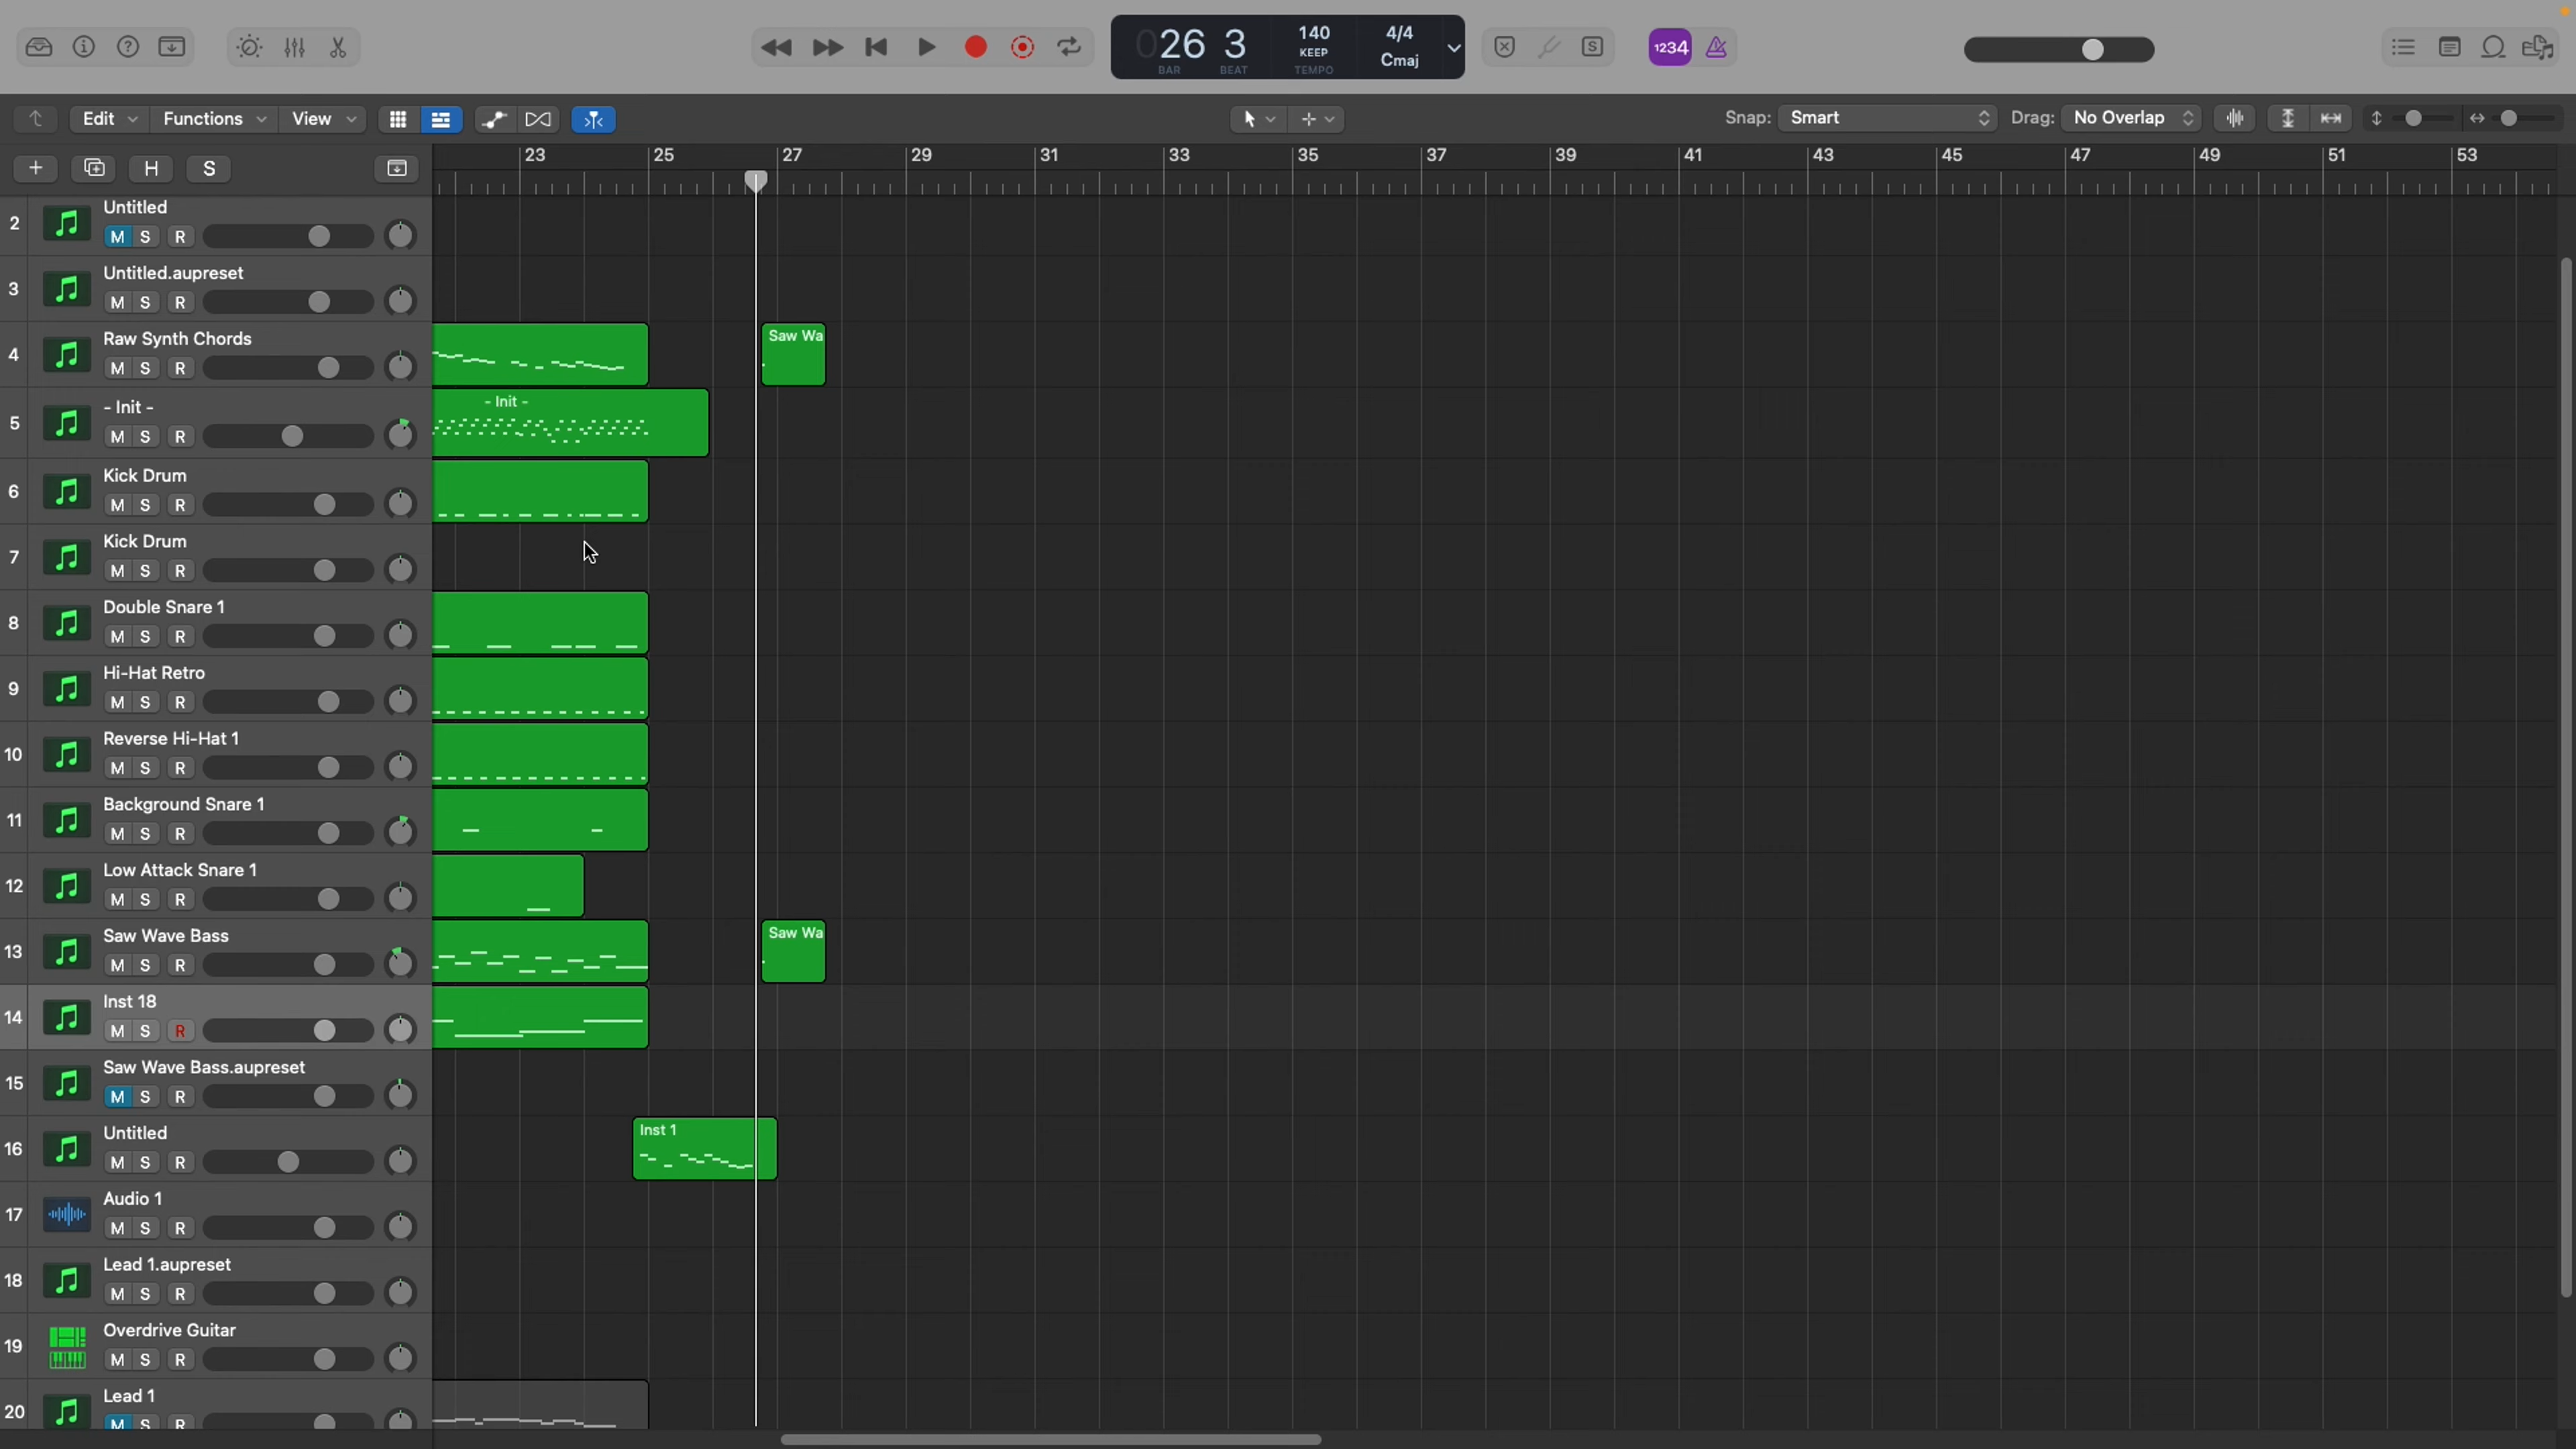 26 3 140 4/4
KEEP Cmaj
BAR BEAT TEMPO
1234
S
Edit Functions View Snap: Smart Drag: No Overlap
H S
23 25 27 29 31 33 35 37 39 41 43 45 47 49 51 53
2 Untitled
M S R
3 Untitled.aupreset
M S R
4 Raw Synth Chords
M S R
Saw Wa
5 - Init -
M S R
- Init -
6 Kick Drum
M S R
7 Kick Drum
M S R
8 Double Snare 1
M S R
9 Hi-Hat Retro
M S R
10 Reverse Hi-Hat 1
M S R
11 Background Snare 1
M S R
12 Low Attack Snare 1
M S R
13 Saw Wave Bass
M S R
Saw Wa
14 Inst 18
M S R
15 Saw Wave Bass.aupreset
M S R
16 Untitled
M S R
Inst 1
17 Audio 1
M S R
18 Lead 1.aupreset
M S R
19 Overdrive Guitar
M S R
20 Lead 1
M S R